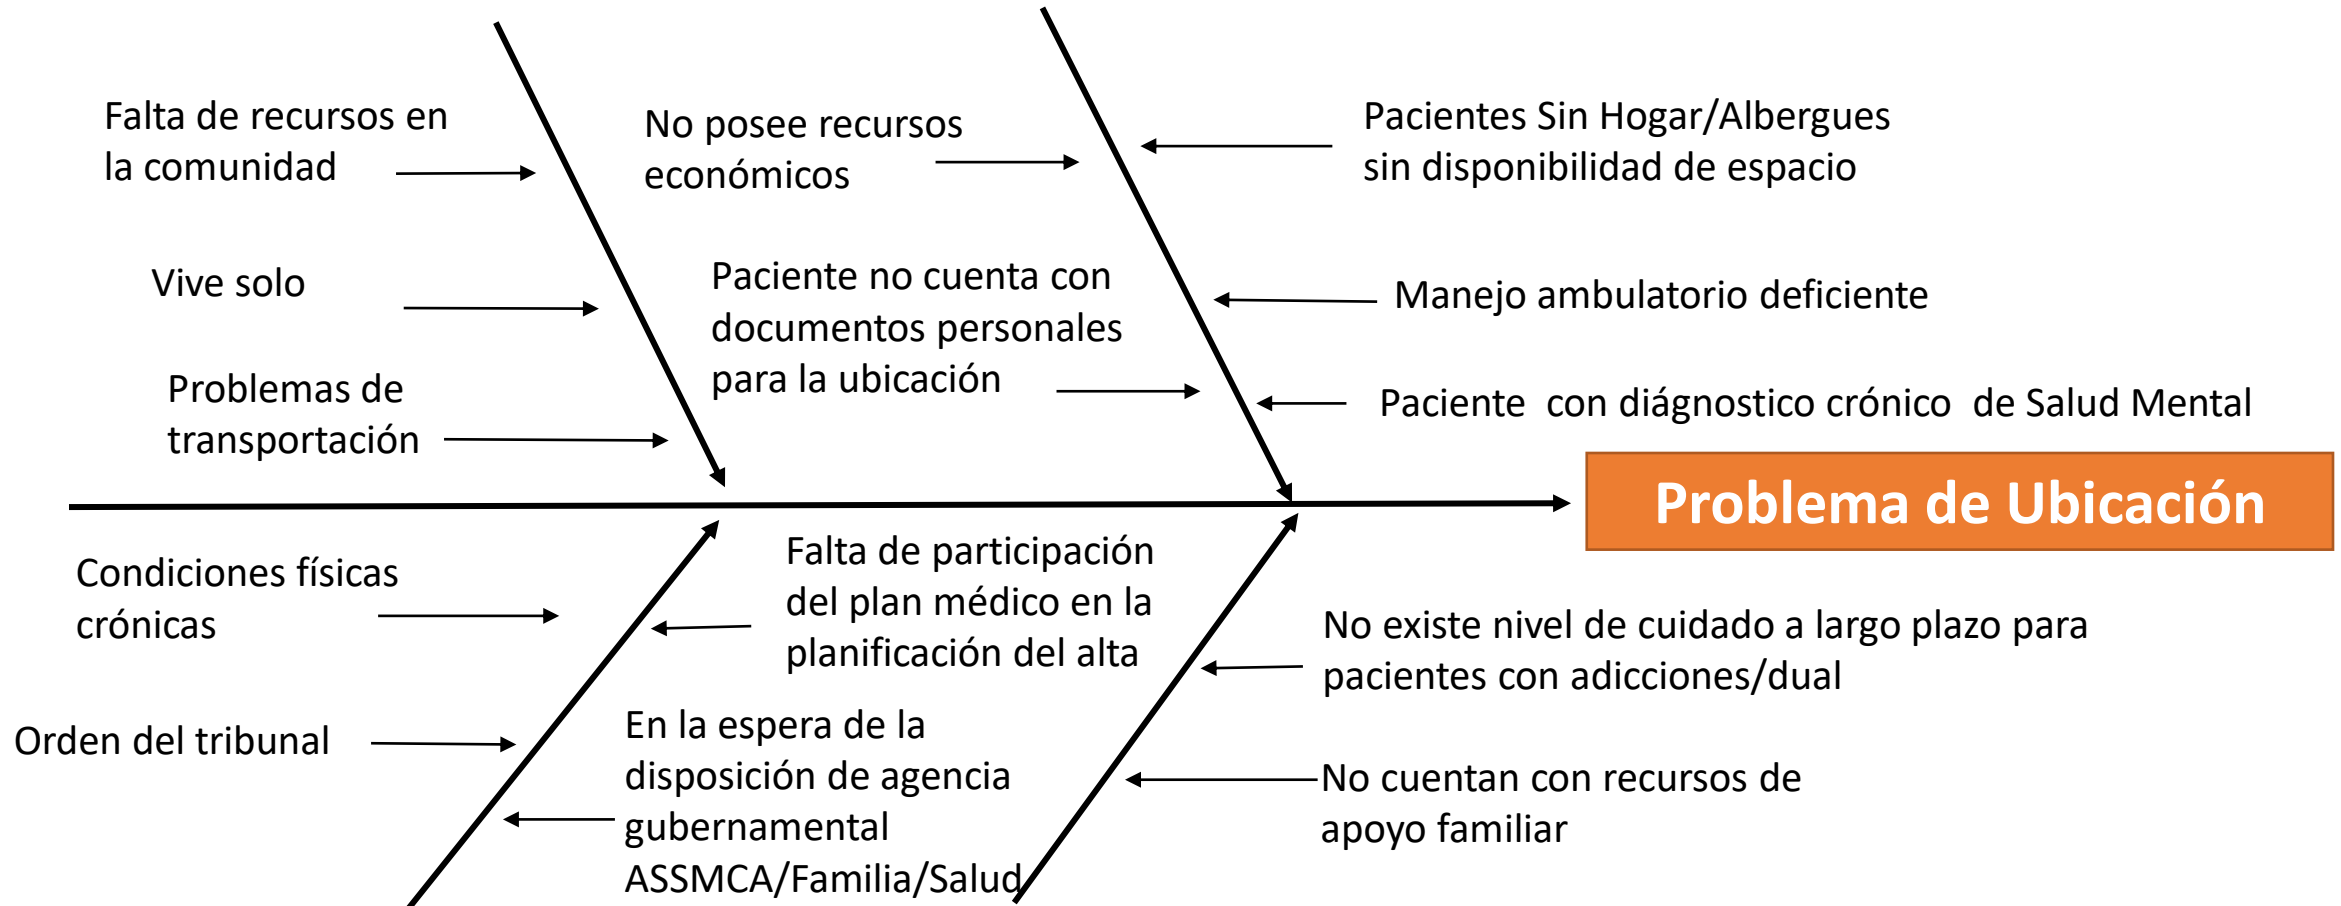 Falta de recursos en
la comunidad
No posee recursos
económicos
Pacientes Sin Hogar/Albergues
sin disponibilidad de espacio
Vive solo
Paciente no cuenta con
documentos personales
para la ubicación
Manejo ambulatorio deficiente
Problemas de
transportación
Paciente  con diágnostico crónico  de Salud Mental
Problema de Ubicación
Condiciones físicas
crónicas
Falta de participación
del plan médico en la
planificación del alta
No existe nivel de cuidado a largo plazo para
pacientes con adicciones/dual
Orden del tribunal
En la espera de la
disposición de agencia
gubernamental
ASSMCA/Familia/Salud
No cuentan con recursos de
apoyo familiar